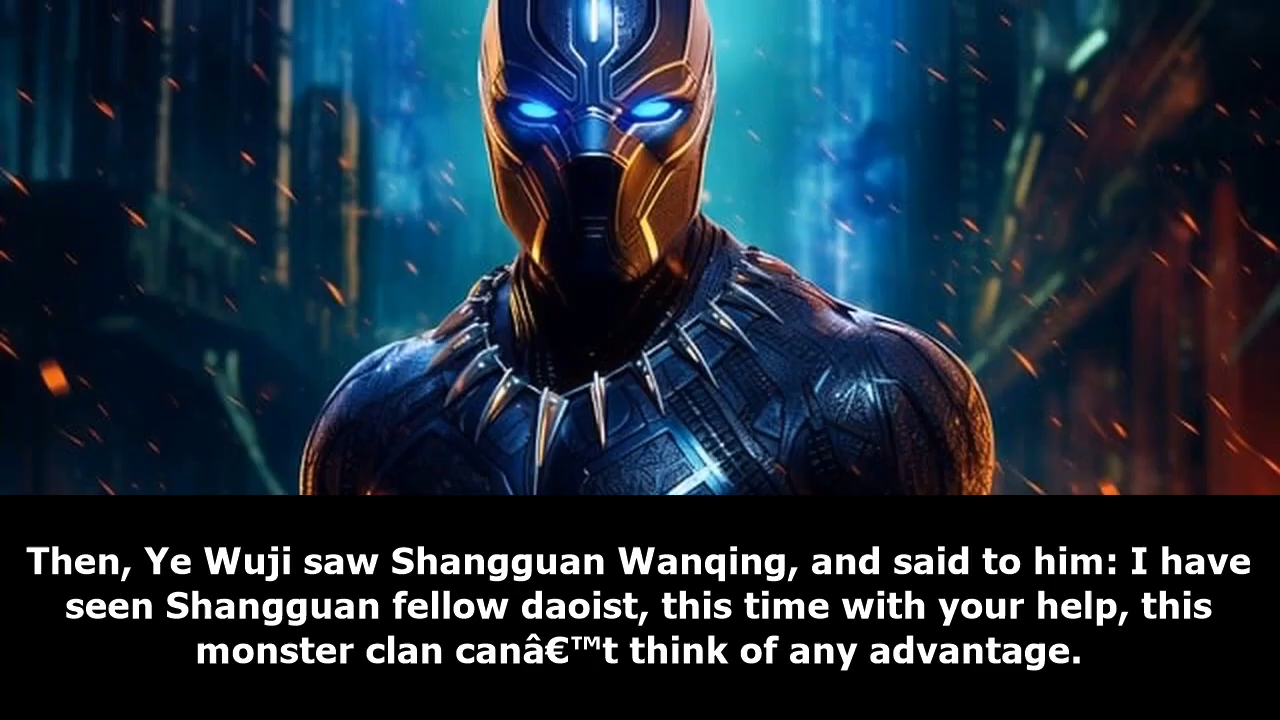 Then, Ye Wuji saw Shangguan Wanqing, and said to him: I have
seen Shangguan fellow daoist, this time with your help, this
monster clan canâ€™t think of any advantage.